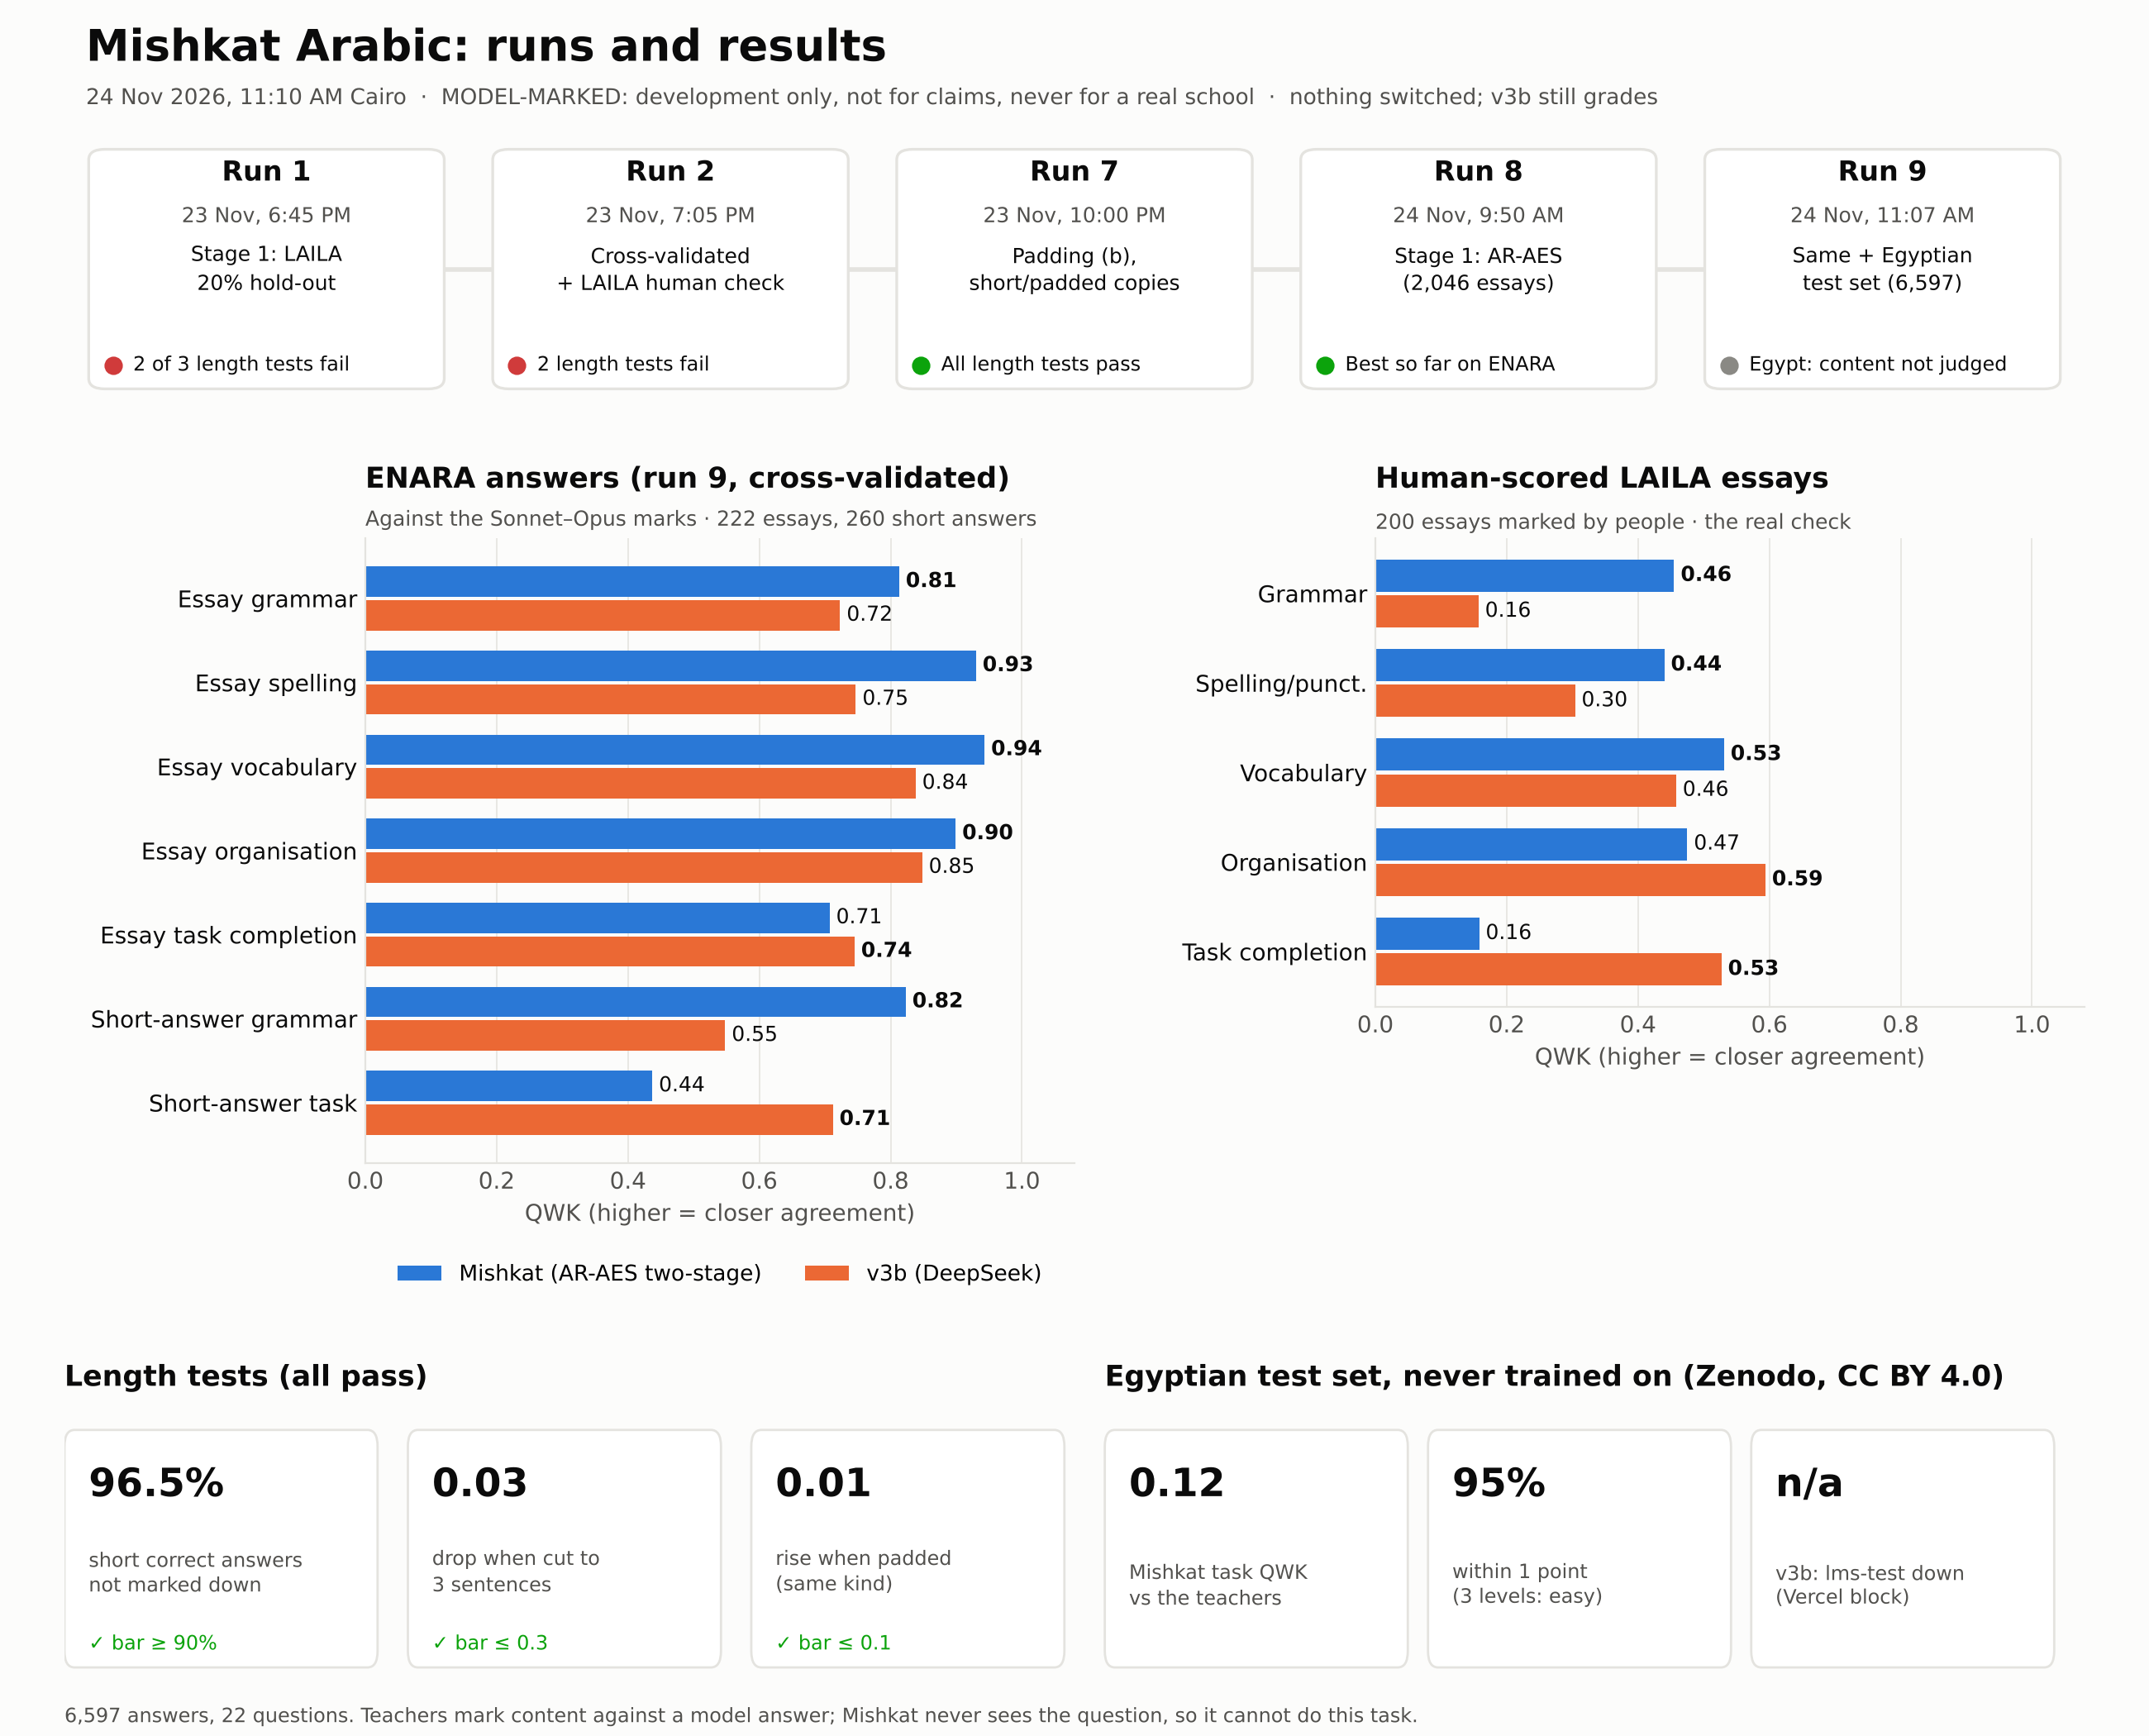 Mishkat Arabic: runs and results
24 Nov 2026, 11:10 AM Cairo · MODEL-MARKED: development only, not for claims, never for a real school · nothing switched; v3b still grades
Run 1
23 Nov, 6:45 PM
Stage 1: LAILA
20% hold-out
2 of 3 length tests fail
Run 2
23 Nov, 7:05 PM
Cross-validated
+ LAILA human check
2 length tests fail
Run 7
23 Nov, 10:00 PM
Padding (b),
short/padded copies
All length tests pass
Run 8
24 Nov, 9:50 AM
Stage 1: AR-AES
(2,046 essays)
Best so far on ENARA
Run 9
24 Nov, 11:07 AM
Same + Egyptian
test set (6,597)
Egypt: content not judged
ENARA answers (run 9, cross-validated)
Against the Sonnet–Opus marks · 222 essays, 260 short answers
Essay grammar
0.81
0.72
Essay spelling
0.93
0.75
Essay vocabulary
0.94
0.84
Essay organisation
0.90
0.85
Essay task completion
0.71
0.74
Short-answer grammar
0.82
0.55
Short-answer task
0.44
0.71
0.0 0.2 0.4 0.6 0.8 1.0
QWK (higher = closer agreement)
Mishkat (AR-AES two-stage) v3b (DeepSeek)
Human-scored LAILA essays
200 essays marked by people · the real check
Grammar
0.46
0.16
Spelling/punct.
0.44
0.30
Vocabulary
0.53
0.46
Organisation
0.47
0.59
Task completion
0.16
0.53
0.0 0.2 0.4 0.6 0.8 1.0
QWK (higher = closer agreement)
Length tests (all pass)
96.5%
short correct answers
not marked down
✓ bar ≥ 90%
0.03
drop when cut to
3 sentences
✓ bar ≤ 0.3
0.01
rise when padded
(same kind)
✓ bar ≤ 0.1
Egyptian test set, never trained on (Zenodo, CC BY 4.0)
0.12
Mishkat task QWK
vs the teachers
95%
within 1 point
(3 levels: easy)
n/a
v3b: lms-test down
(Vercel block)
6,597 answers, 22 questions. Teachers mark content against a model answer; Mishkat never sees the question, so it cannot do this task.